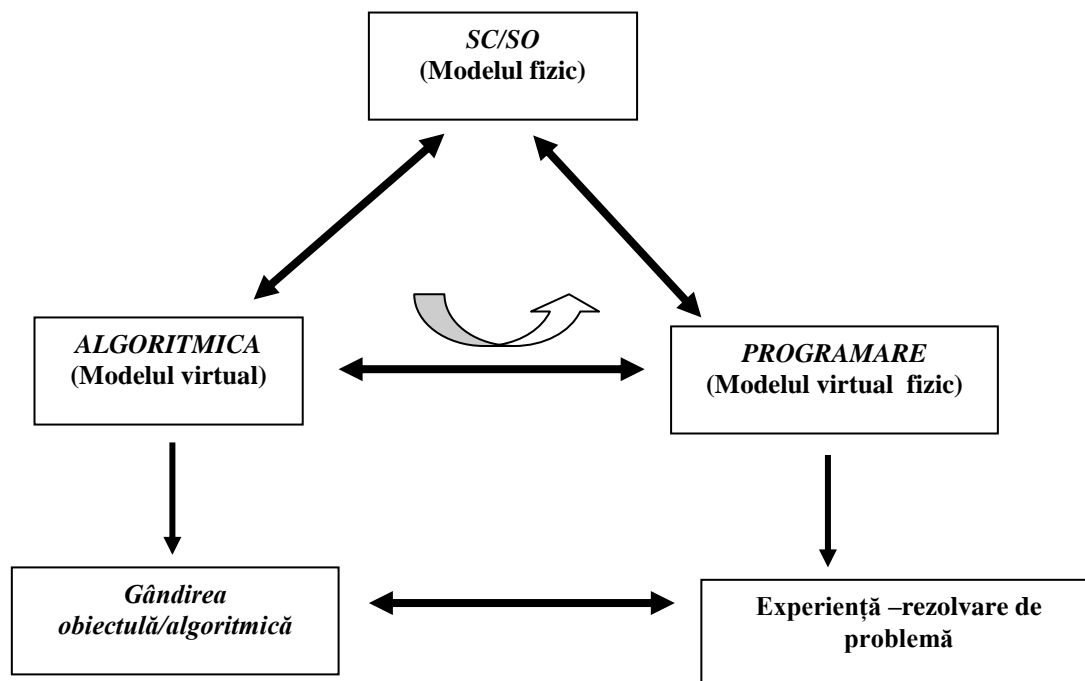 SC/SO
(Modelul fizic)
ALGORITMICA
(Modelul virtual)
PROGRAMARE
(Modelul virtual fizic)
Gândirea
obiectulă/algoritmică
Experiență –rezolvare de
problemă